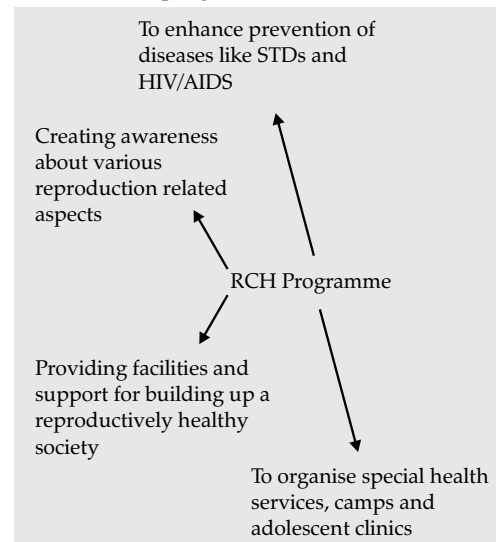 To enhance prevention of
diseases like STDs and
HIV/AIDS
Creating awareness
about various
reproduction related
aspects
RCH Programme
Providing facilities and
support for building up a
reproductively healthy
society
To organise special health
services, camps and
adolescent clinics